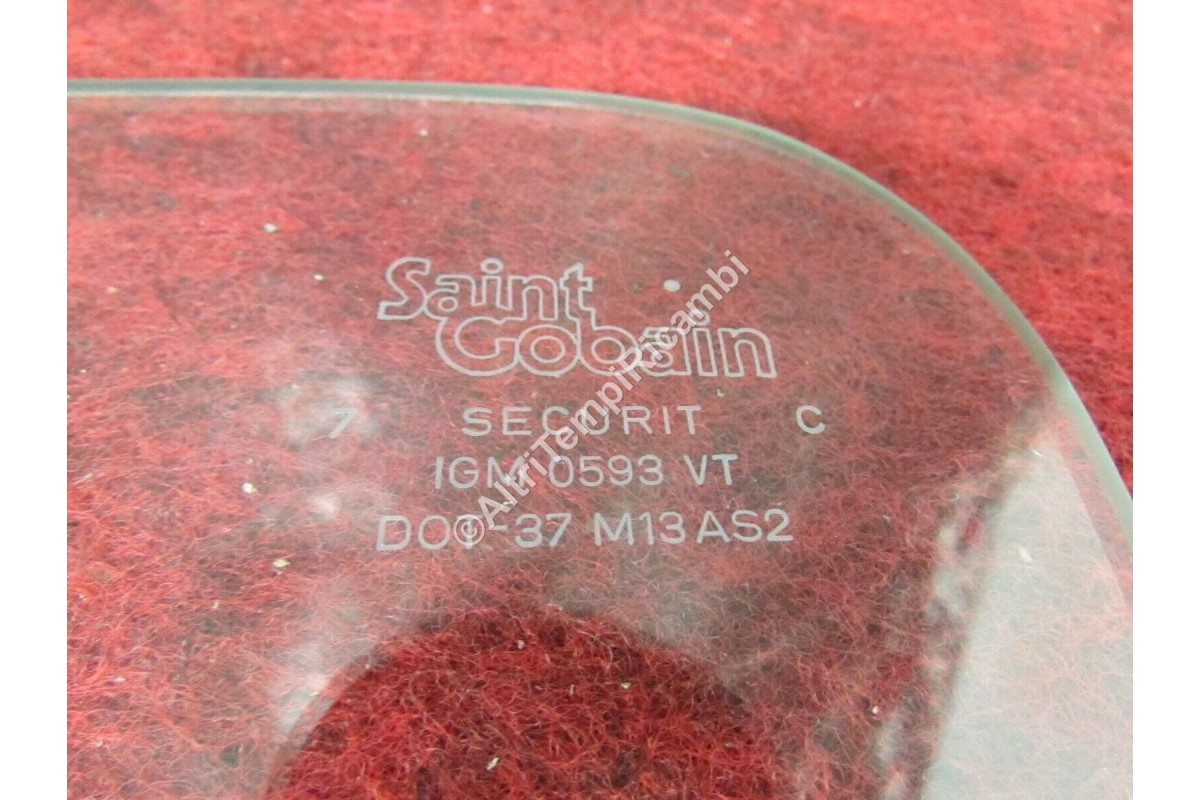 Saint
Gobain
7 SECURIT C
IGM 0593 VT
DOT-37 M13 AS2
©AltriTempiRicambi